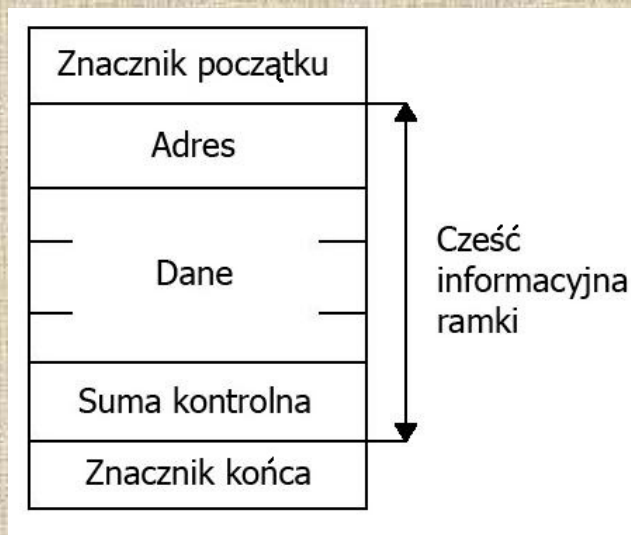 Znacznik początku
Adres
Dane
Cześć
informacyjna
ramki
Suma kontrolna
Znacznik końca